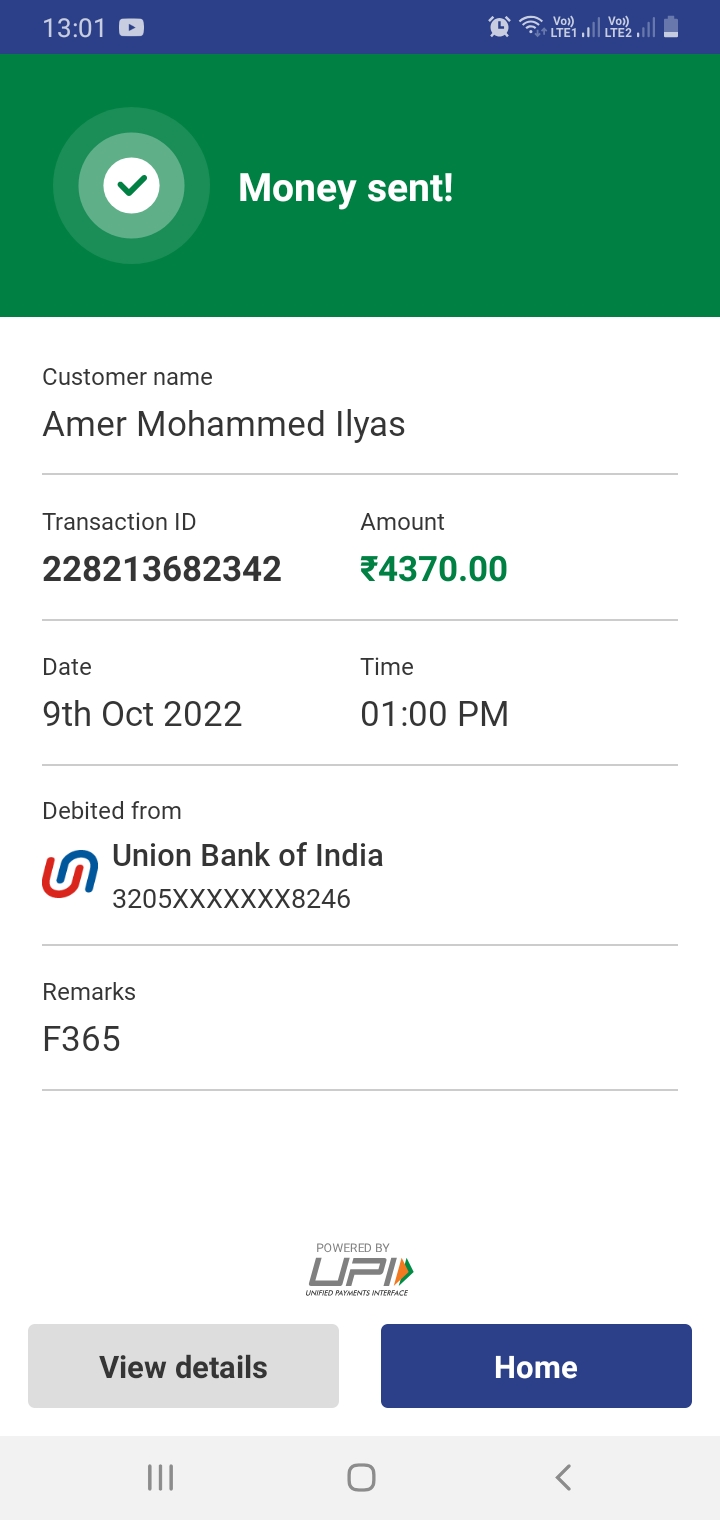 13:01 Vo)) LTE1 Vo)) LTE2
Money sent!
Customer name
Amer Mohammed Ilyas
Transaction ID Amount
228213682342 ₹4370.00
Date Time
9th Oct 2022 01:00 PM
Debited from
Union Bank of India
3205XXXXXXX8246
Remarks
F365
POWERED BY
UPI
UNIFIED PAYMENTS INTERFACE
View details Home